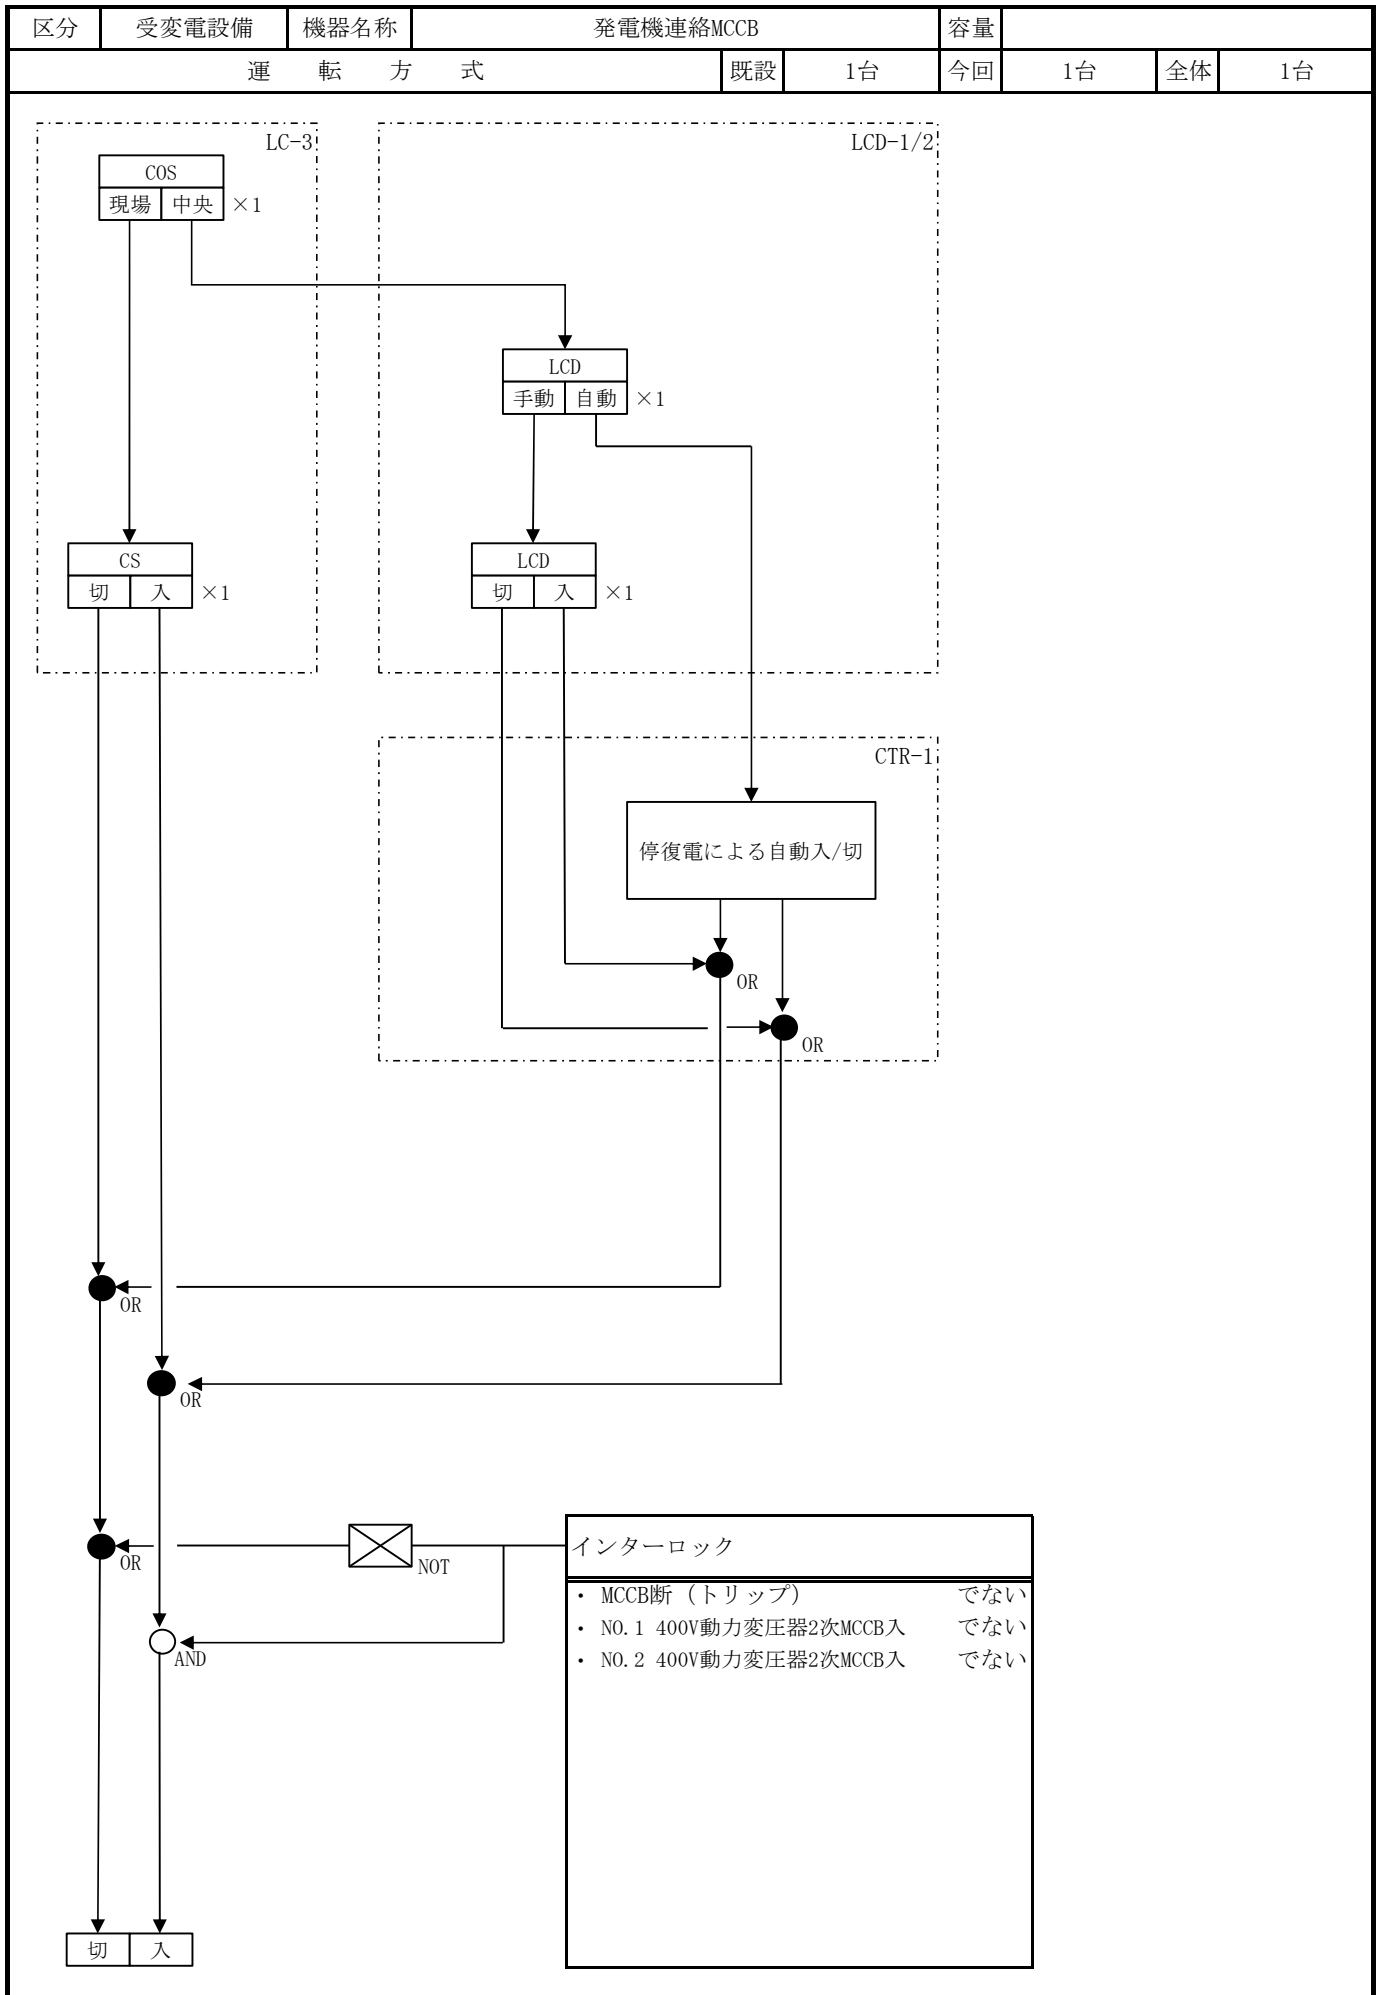 区分 受変電設備 機器名称 発電機連絡MCCB 容量
運 転 方 式 既設 1台 今回 1台 全体 1台
LC-3 LCD-1/2
COS
現場 中央 ×1
LCD
手動 自動 ×1
CS LCD
切 入 ×1 切 入 ×1
CTR-1
停復電による自動入/切
OR
OR
OR
OR
インターロック
OR NOT
・ MCCB断（トリップ） でない
・ NO.1 400V動力変圧器2次MCCB入 でない
・ NO.2 400V動力変圧器2次MCCB入 でない
AND
切 入